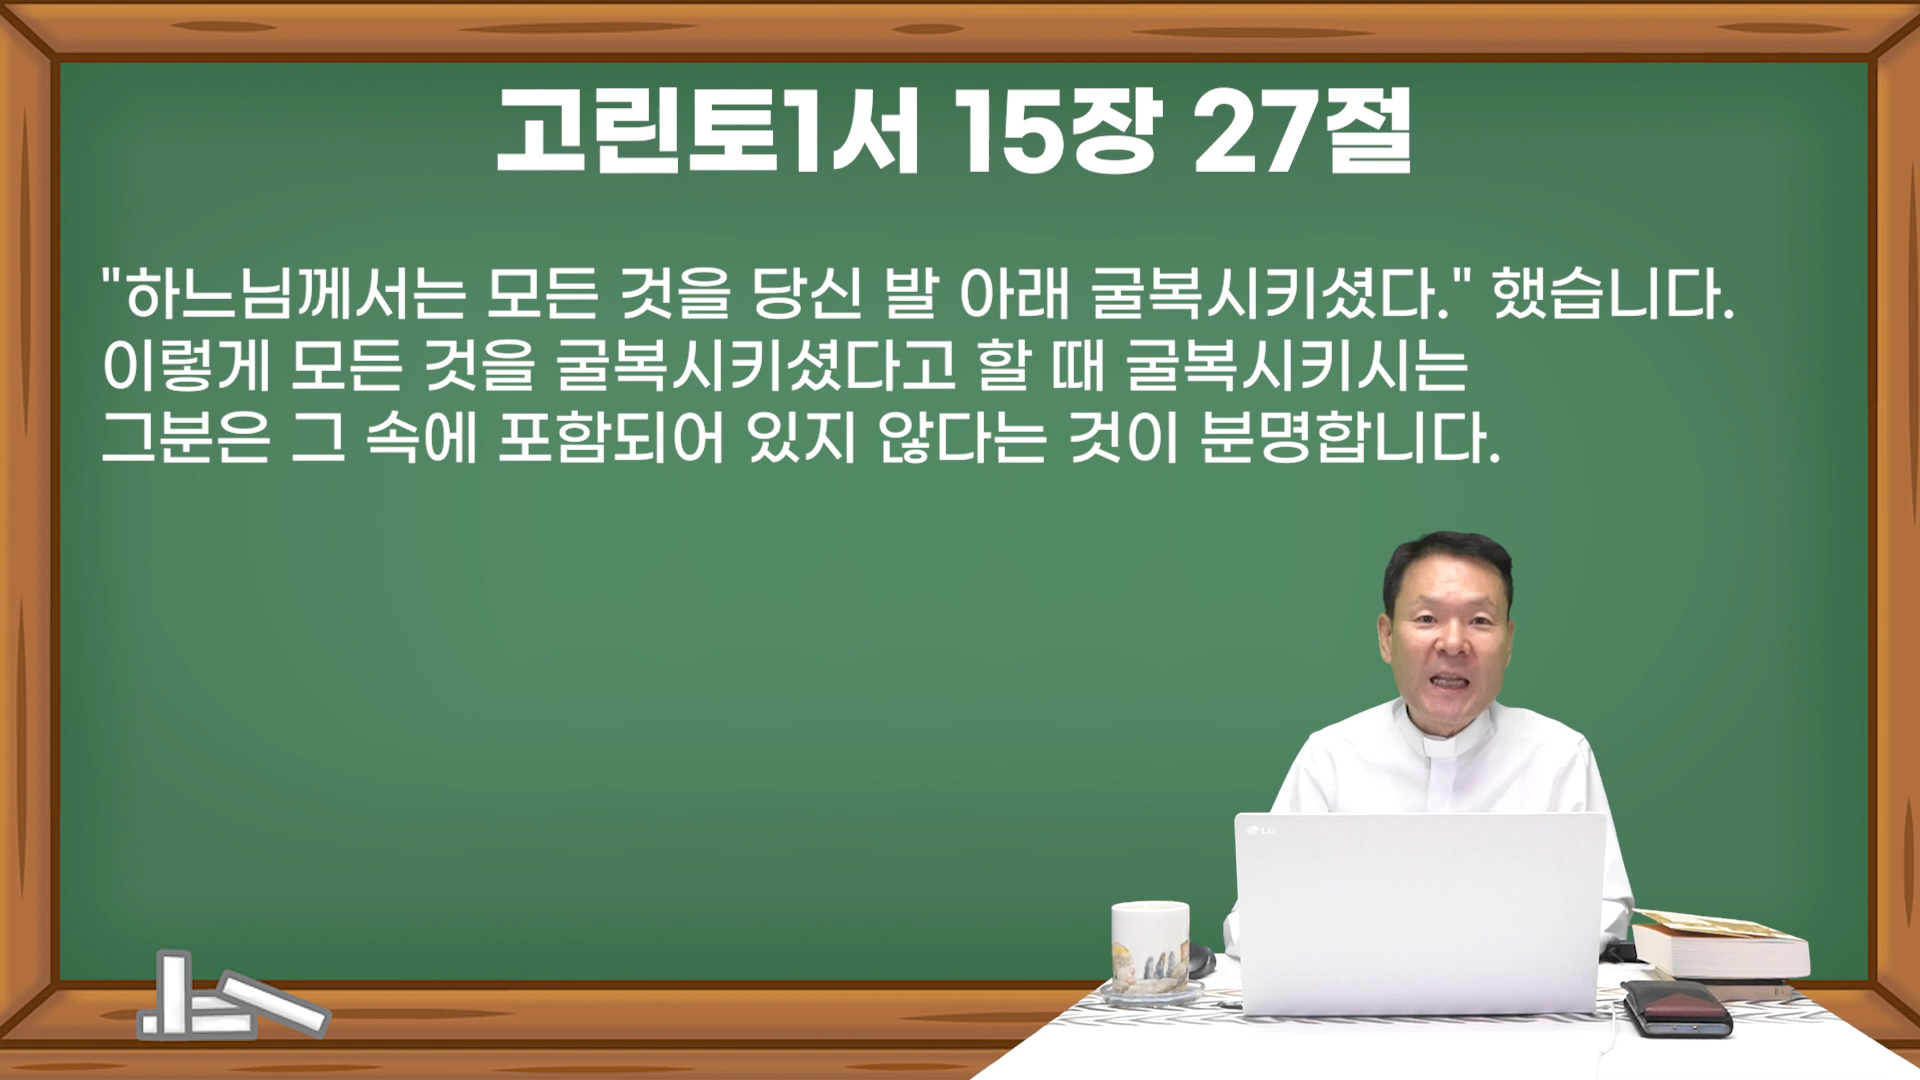 고린토1서 15장 27절
"하느님께서는 모든 것을 당신 발 아래 굴복시키셨다." 했습니다.
이렇게 모든 것을 굴복시키셨다고 할 때 굴복시키시는
그분은 그 속에 포함되어 있지 않다는 것이 분명합니다.
LG